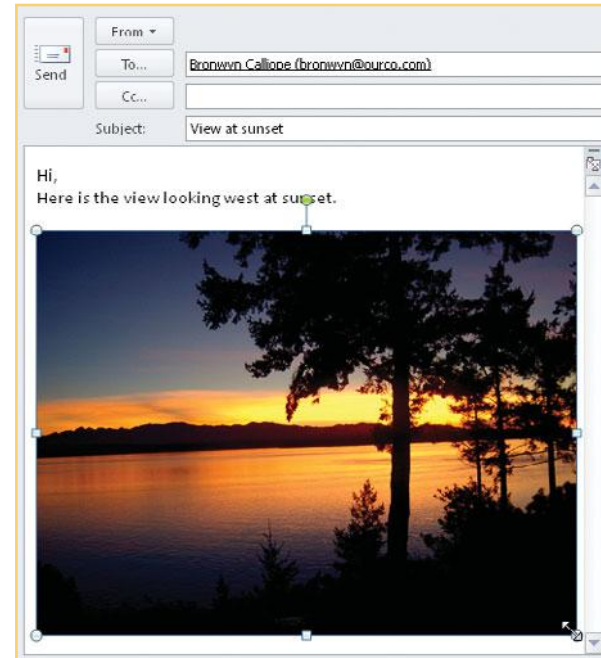 From
To...
Send
Bronwyn Calliope (bronwyn@ourco.com)
Cc...
Subject: View at sunset
Hi,
Here is the view looking west at sunset.